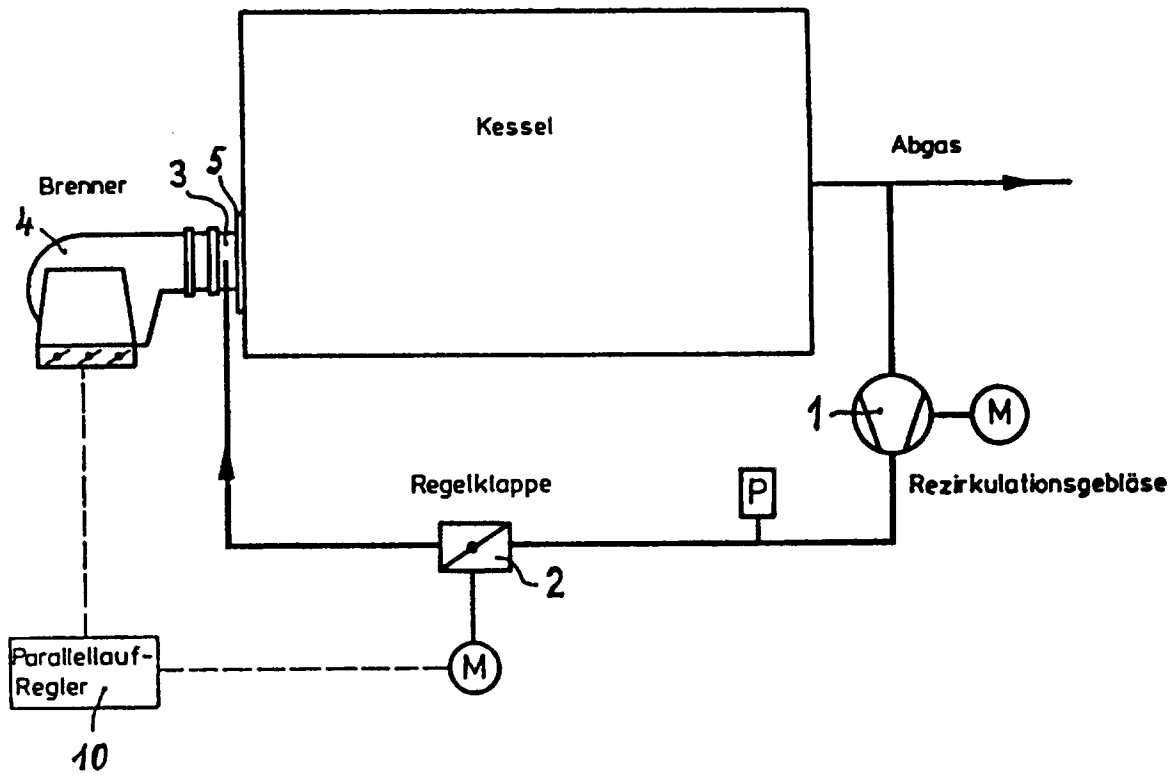 Kessel
Abgas
Brenner
3
5
4
1
M
Regelklappe
P
Rezirkulationsgebläse
2
M
Parallellauf-
Regler
10